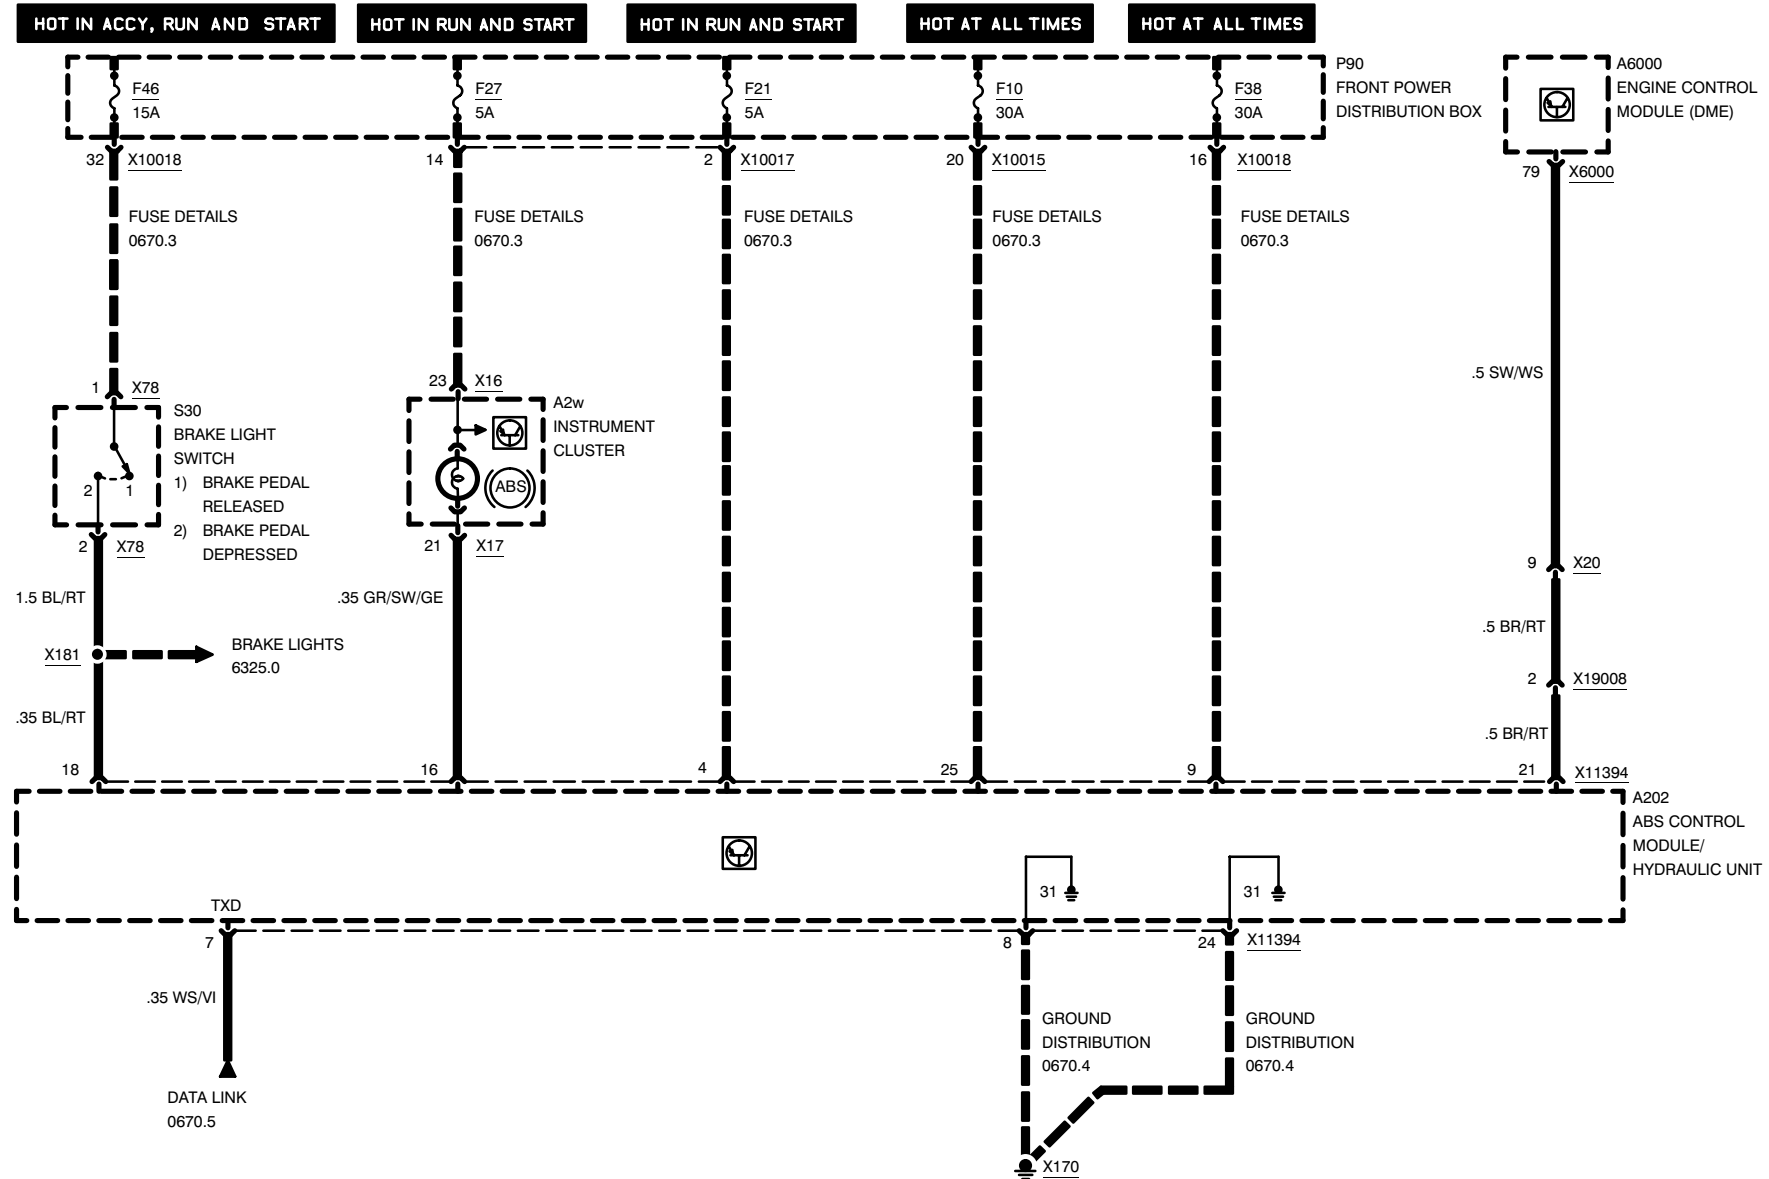 HOT IN ACCY, RUN AND START
HOT IN RUN AND START
HOT IN RUN AND START
HOT AT ALL TIMES
HOT AT ALL TIMES
F46
15A
F27
5A
F21
5A
F10
30A
F38
30A
P90
FRONT POWER
DISTRIBUTION BOX
A6000
ENGINE CONTROL
MODULE (DME)
32 X10018
14
2 X10017
20 X10015
16 X10018
79 X6000
FUSE DETAILS
0670.3
FUSE DETAILS
0670.3
FUSE DETAILS
0670.3
FUSE DETAILS
0670.3
FUSE DETAILS
0670.3
.5 SW/WS
1 X78
S30
BRAKE LIGHT
SWITCH
1) BRAKE PEDAL
RELEASED
2) BRAKE PEDAL
DEPRESSED
2 1
2 X78
23 X16
A2w
INSTRUMENT
CLUSTER
ABS
21 X17
1.5 BL/RT
.35 GR/SW/GE
X181
BRAKE LIGHTS
6325.0
.35 BL/RT
9 X20
.5 BR/RT
2 X19008
.5 BR/RT
18
16
4
25
9
21 X11394
A202
ABS CONTROL
MODULE/
HYDRAULIC UNIT
31
31
TXD
7
8
24 X11394
.35 WS/VI
DATA LINK
0670.5
GROUND
DISTRIBUTION
0670.4
GROUND
DISTRIBUTION
0670.4
X170